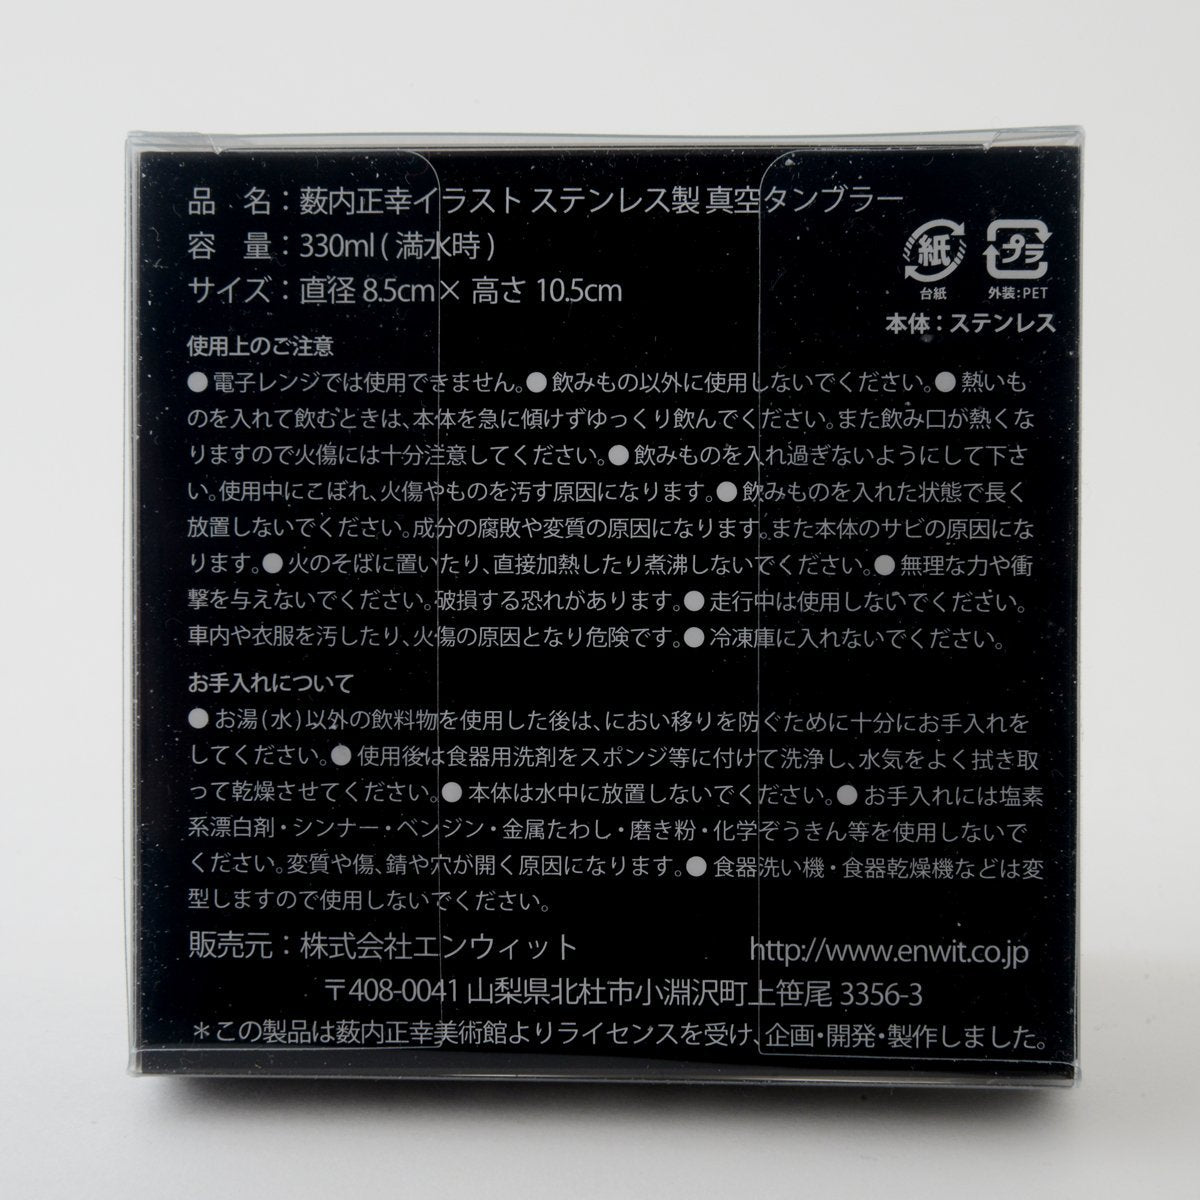 品　名：薮内正幸イラスト ステンレス製 真空タンブラー
容　量：330ml ( 満水時 )
サイズ：直径 8.5cm× 高さ 10.5cm
紙
台紙
プラ
外装：PET
本体：ステンレス
使用上のご注意
●電子レンジでは使用できません。●飲みもの以外に使用しないでください。●熱いも
のを入れて飲むときは、本体を急に傾けずゆっくり飲んでください。また飲み口が熱くな
りますので火傷には十分注意してください。●飲みものを入れ過ぎないようにして下さ
い。使用中にこぼれ、火傷やものを汚す原因になります。●飲みものを入れた状態で長く
放置しないでください。成分の腐敗や変質の原因になります。また本体のサビの原因にな
ります。●火のそばに置いたり、直接加熱したり煮沸しないでください。●無理な力や衝
撃を与えないでください。破損する恐れがあります。●走行中は使用しないでください。
車内や衣服を汚したり、火傷の原因となり危険です。●冷凍庫に入れないでください。
お手入れについて
●お湯（水）以外の飲料物を使用した後は、におい移りを防ぐために十分にお手入れを
してください。●使用後は食器用洗剤をスポンジ等に付けて洗浄し、水気をよく拭き取
って乾燥させてください。●本体は水中に放置しないでください。●お手入れには塩素
系漂白剤・シンナー・ベンジン・金属たわし・磨き粉・化学ぞうきん等を使用しないで
ください。変質や傷、錆や穴が開く原因になります。●食器洗い機・食器乾燥機などは変
型しますので使用しないでください。
販売元：株式会社エンウィット
http://www.enwit.co.jp
〒408-0041 山梨県北杜市小淵沢町上笹尾 3356-3
＊この製品は薮内正幸美術館よりライセンスを受け、企画・開発・製作しました。